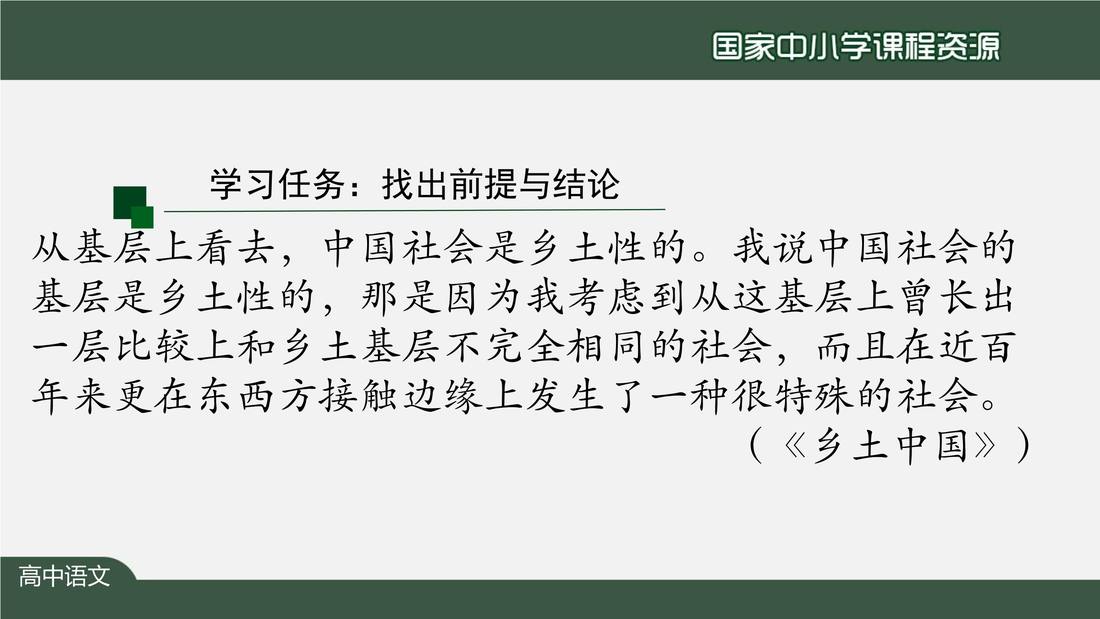 国家中小学课程资源
学习任务：找出前提与结论
从基层上看去，中国社会是乡土性的。我说中国社会的
基层是乡土性的，那是因为我考虑到从这基层上曾长出
一层比较上和乡土基层不完全相同的社会，而且在近百
年来更在东西方接触边缘上发生了一种很特殊的社会。
（《乡土中国》）
高中语文